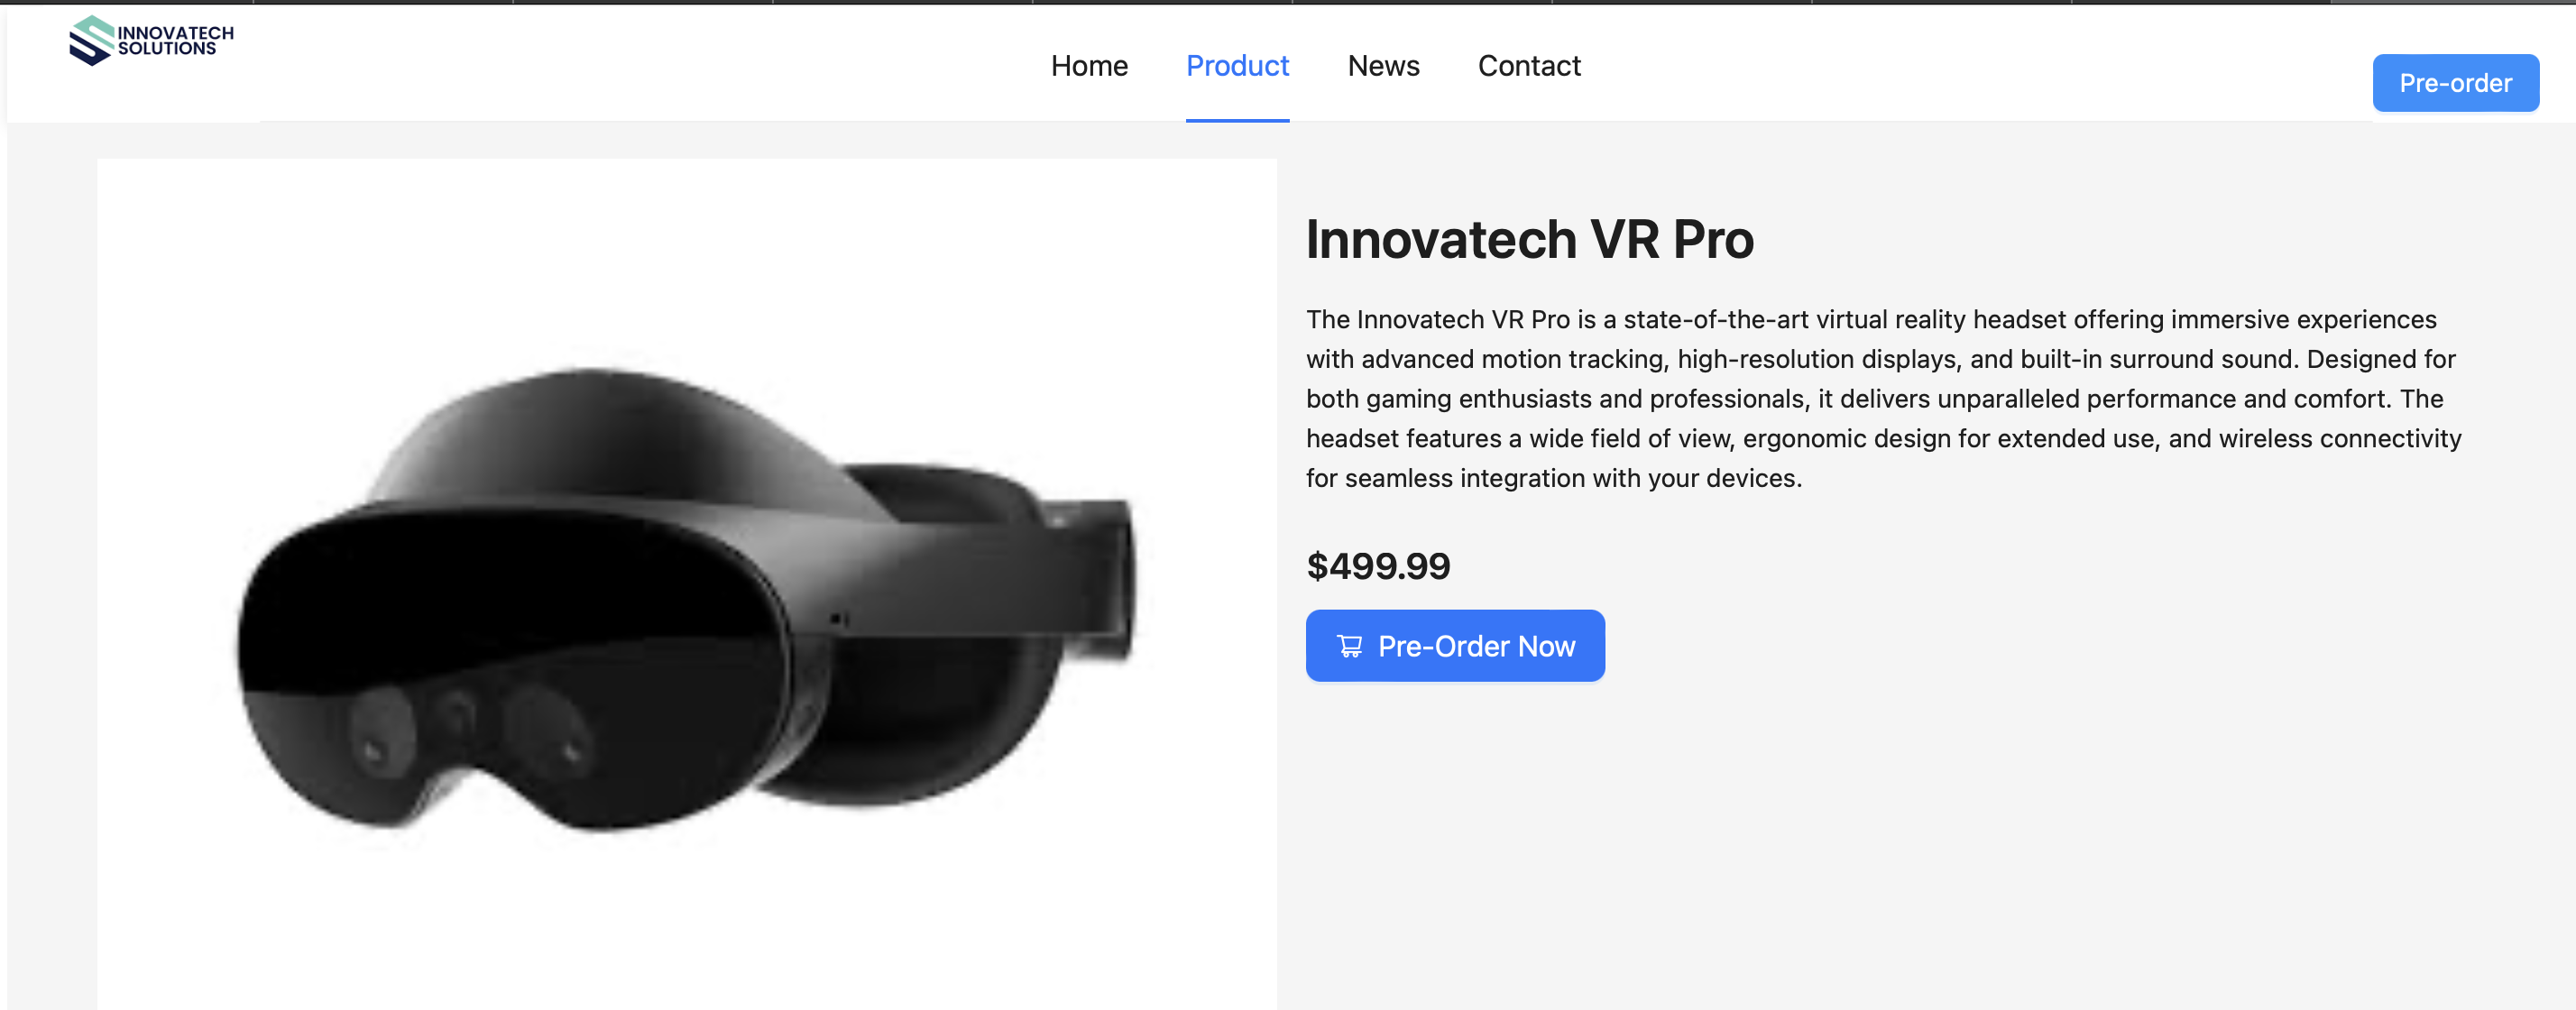 INNOVATECH
SOLUTIONS
Home Product News Contact
Pre-order
Innovatech VR Pro
The Innovatech VR Pro is a state-of-the-art virtual reality headset offering immersive experiences
with advanced motion tracking, high-resolution displays, and built-in surround sound. Designed for
both gaming enthusiasts and professionals, it delivers unparalleled performance and comfort. The
headset features a wide field of view, ergonomic design for extended use, and wireless connectivity
for seamless integration with your devices.
$499.99
Pre-Order Now